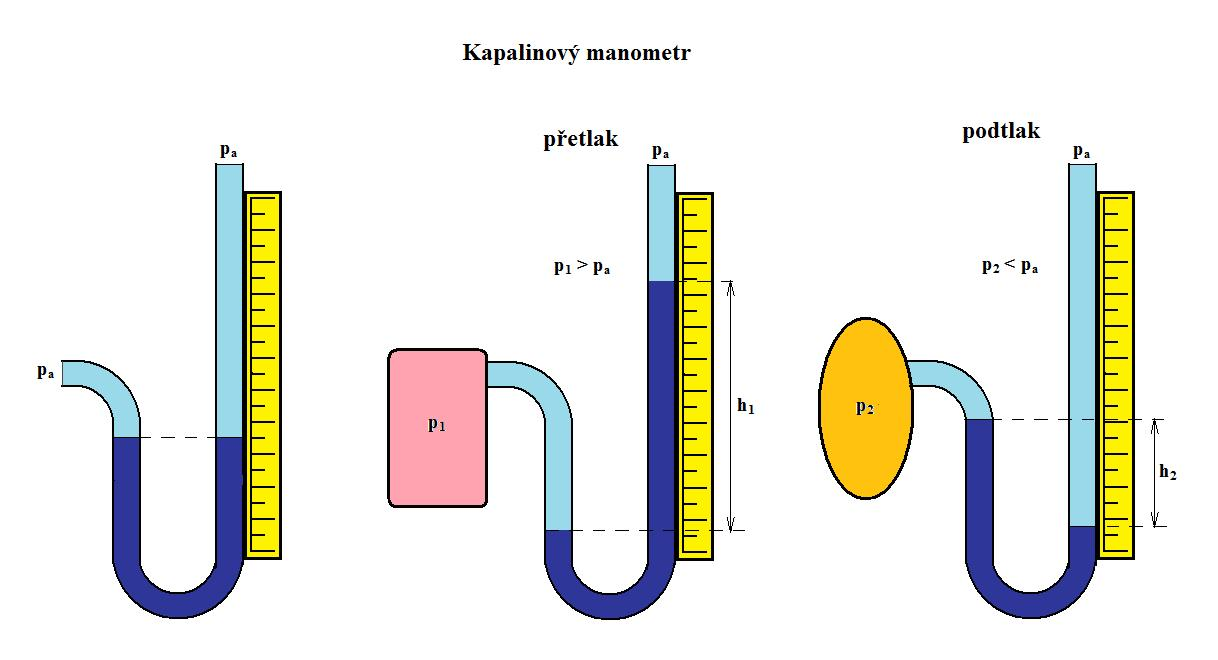 Kapalinový manometr
přetlak
podtlak
pₐ
pₐ
pₐ
p₁ > pₐ
p₂ < pₐ
pₐ
p₁
h₁
p₂
h₂